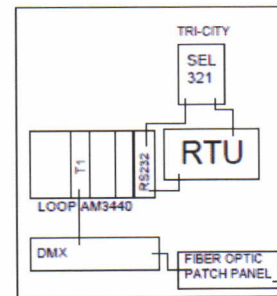 TRI-CITY
SEL
321
RTU
T1
RS232
LOOP AM3440
DMX
FIBER OPTIC
PATCH PANEL